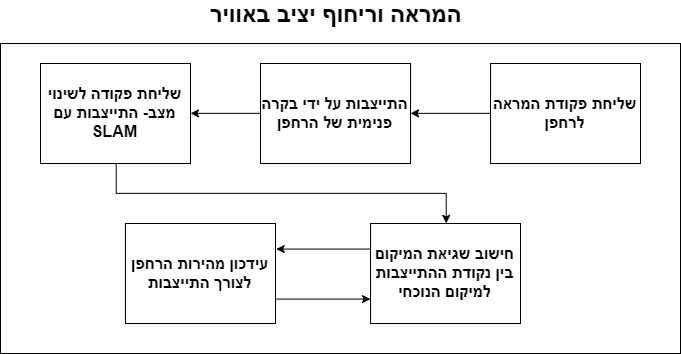 המראה וריחוף יציב באוויר
שליחת פקודת המראה
לרחפן
התייצבות על ידי בקרה
פנימית של הרחפן
שליחת פקודה לשינוי
מצב- התייצבות עם
SLAM
חישוב שגיאת המיקום
בין נקודת ההתייצבות
למיקום הנוכחי
עידכון מהירות הרחפן
לצורך התייצבות